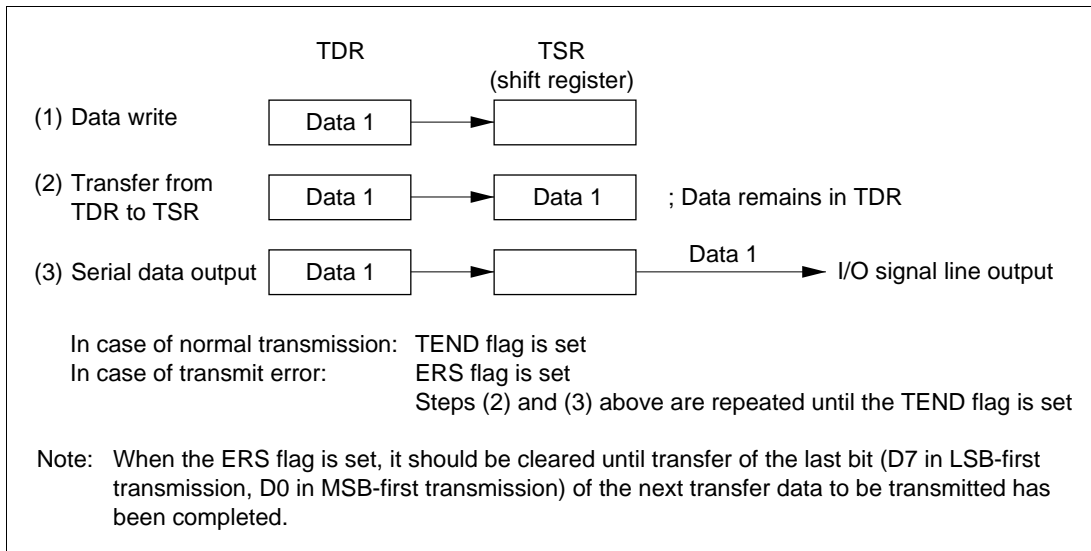 TDR TSR
(shift register)
(1) Data write Data 1
(2) Transfer from
TDR to TSR Data 1 Data 1 ; Data remains in TDR
(3) Serial data output Data 1 Data 1 I/O signal line output
In case of normal transmission: TEND flag is set
In case of transmit error: ERS flag is set
Steps (2) and (3) above are repeated until the TEND flag is set
Note: When the ERS flag is set, it should be cleared until transfer of the last bit (D7 in LSB-first
transmission, D0 in MSB-first transmission) of the next transfer data to be transmitted has
been completed.